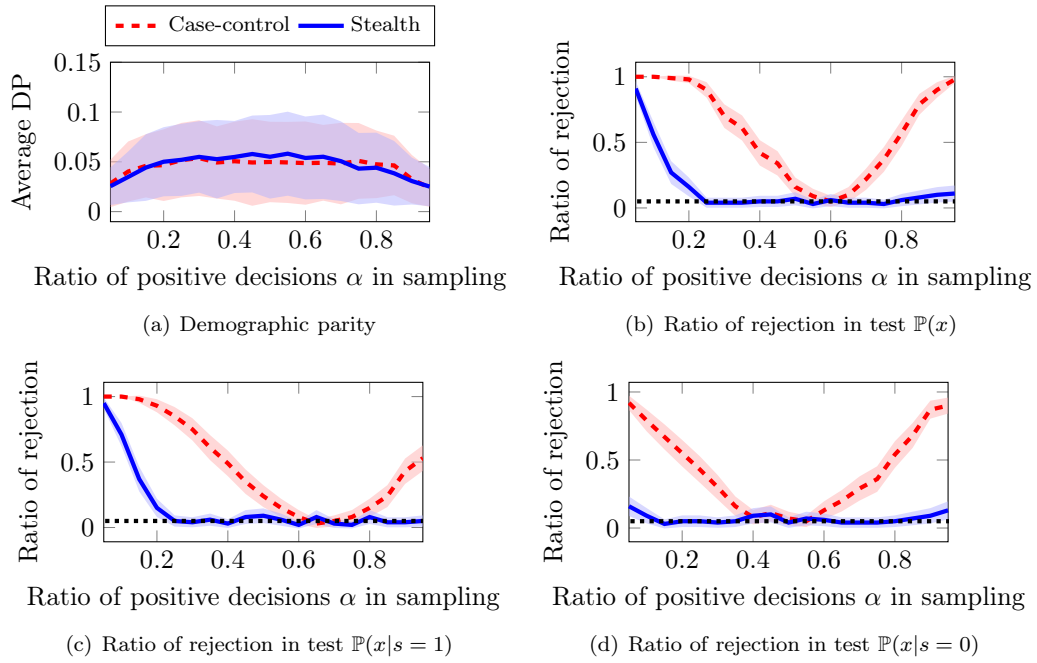 Case-control Stealth
0.15
0.1
0.05
0
Average DP
0.2 0.4 0.6 0.8
Ratio of positive decisions α in sampling
(a) Demographic parity
1
0.5
0
Ratio of rejection
0.2 0.4 0.6 0.8
Ratio of positive decisions α in sampling
(b) Ratio of rejection in test ℙ(x)
1
0.5
0
Ratio of rejection
0.2 0.4 0.6 0.8
Ratio of positive decisions α in sampling
(c) Ratio of rejection in test ℙ(x|s = 1)
1
0.5
0
Ratio of rejection
0.2 0.4 0.6 0.8
Ratio of positive decisions α in sampling
(d) Ratio of rejection in test ℙ(x|s = 0)